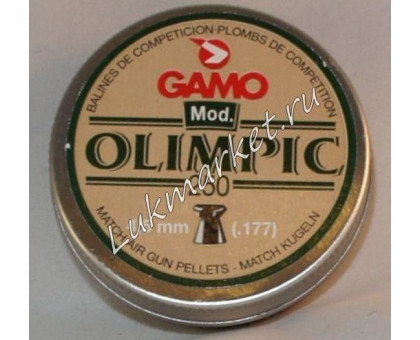 BALINES DE COMPETICION · PLOMBS DE COMPETITION
GAMO
Mod.
OLIMPIC
mm (.177)
MATCH AIR GUN PELLETS - MATCH KUGELN
Lukmarket.ru